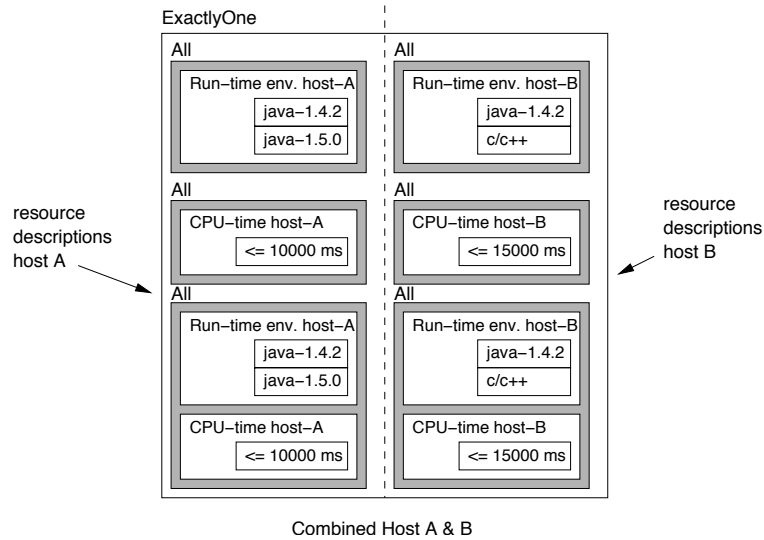 ExactlyOne
All
Run-time env. host-A
java-1.4.2
java-1.5.0
All
Run-time env. host-B
java-1.4.2
c/c++
All
CPU-time host-A
<= 10000 ms
All
CPU-time host-B
<= 15000 ms
resource
descriptions
host A
resource
descriptions
host B
All
Run-time env. host-A
java-1.4.2
java-1.5.0
CPU-time host-A
<= 10000 ms
All
Run-time env. host-B
java-1.4.2
c/c++
CPU-time host-B
<= 15000 ms
Combined Host A & B